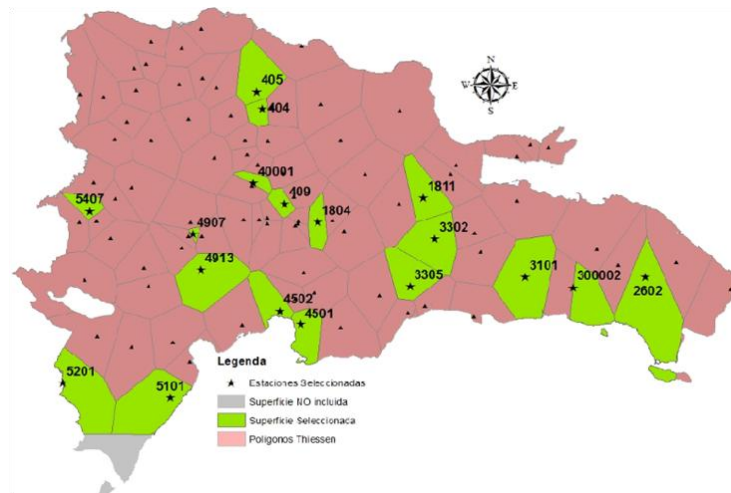 N
W E
S
405
404
40001
409
1804
5407
4907
4913
4502
4501
1811
3302
3305
3101
300002
2602
5201
5101
Legenda
Estaciones Seleccionadas
Superficie NO incluida
Superficie Seleccionaca
Poligonos Thiessen